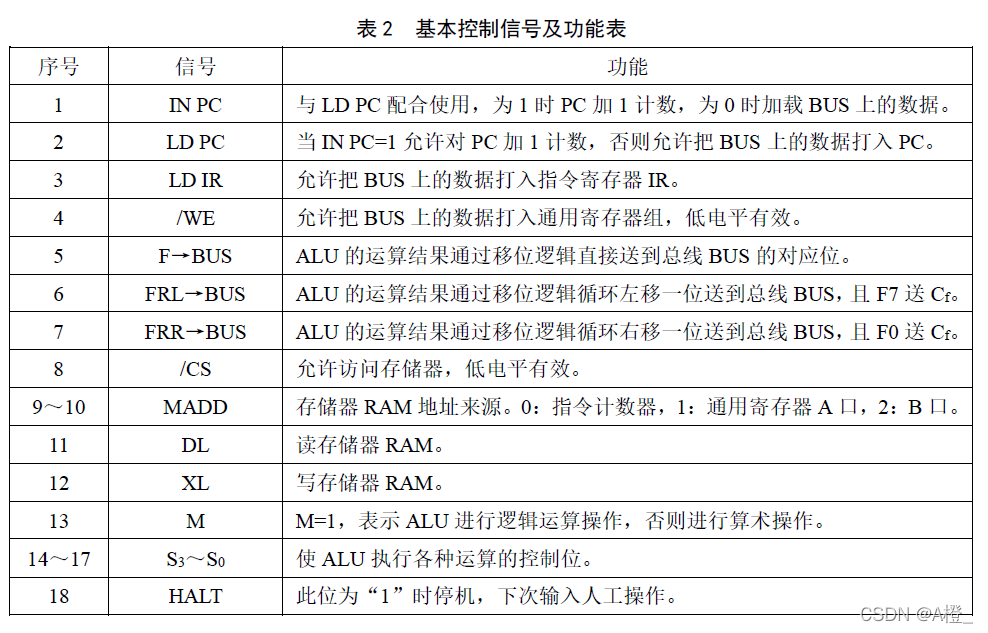 表 2 基本控制信号及功能表
序号 信号 功能
1 IN PC 与 LD PC 配合使用，为 1 时 PC 加 1 计数，为 0 时加载 BUS 上的数据。
2 LD PC 当 IN PC=1 允许对 PC 加 1 计数，否则允许把 BUS 上的数据打入 PC。
3 LD IR 允许把 BUS 上的数据打入指令寄存器 IR。
4 /WE 允许把 BUS 上的数据打入通用寄存器组，低电平有效。
5 F→BUS ALU 的运算结果通过移位逻辑直接送到总线 BUS 的对应位。
6 FRL→BUS ALU 的运算结果通过移位逻辑循环左移一位送到总线 BUS，且 F7 送 Cf。
7 FRR→BUS ALU 的运算结果通过移位逻辑循环右移一位送到总线 BUS，且 F0 送 Cf。
8 /CS 允许访问存储器，低电平有效。
9～10 MADD 存储器 RAM 地址来源。0：指令计数器，1：通用寄存器 A 口，2：B 口。
11 DL 读存储器 RAM。
12 XL 写存储器 RAM。
13 M M=1，表示 ALU 进行逻辑运算操作，否则进行算术操作。
14～17 S3～S0 使 ALU 执行各种运算的控制位。
18 HALT 此位为“1”时停机，下次输入人工操作。
CSDN @A橙_